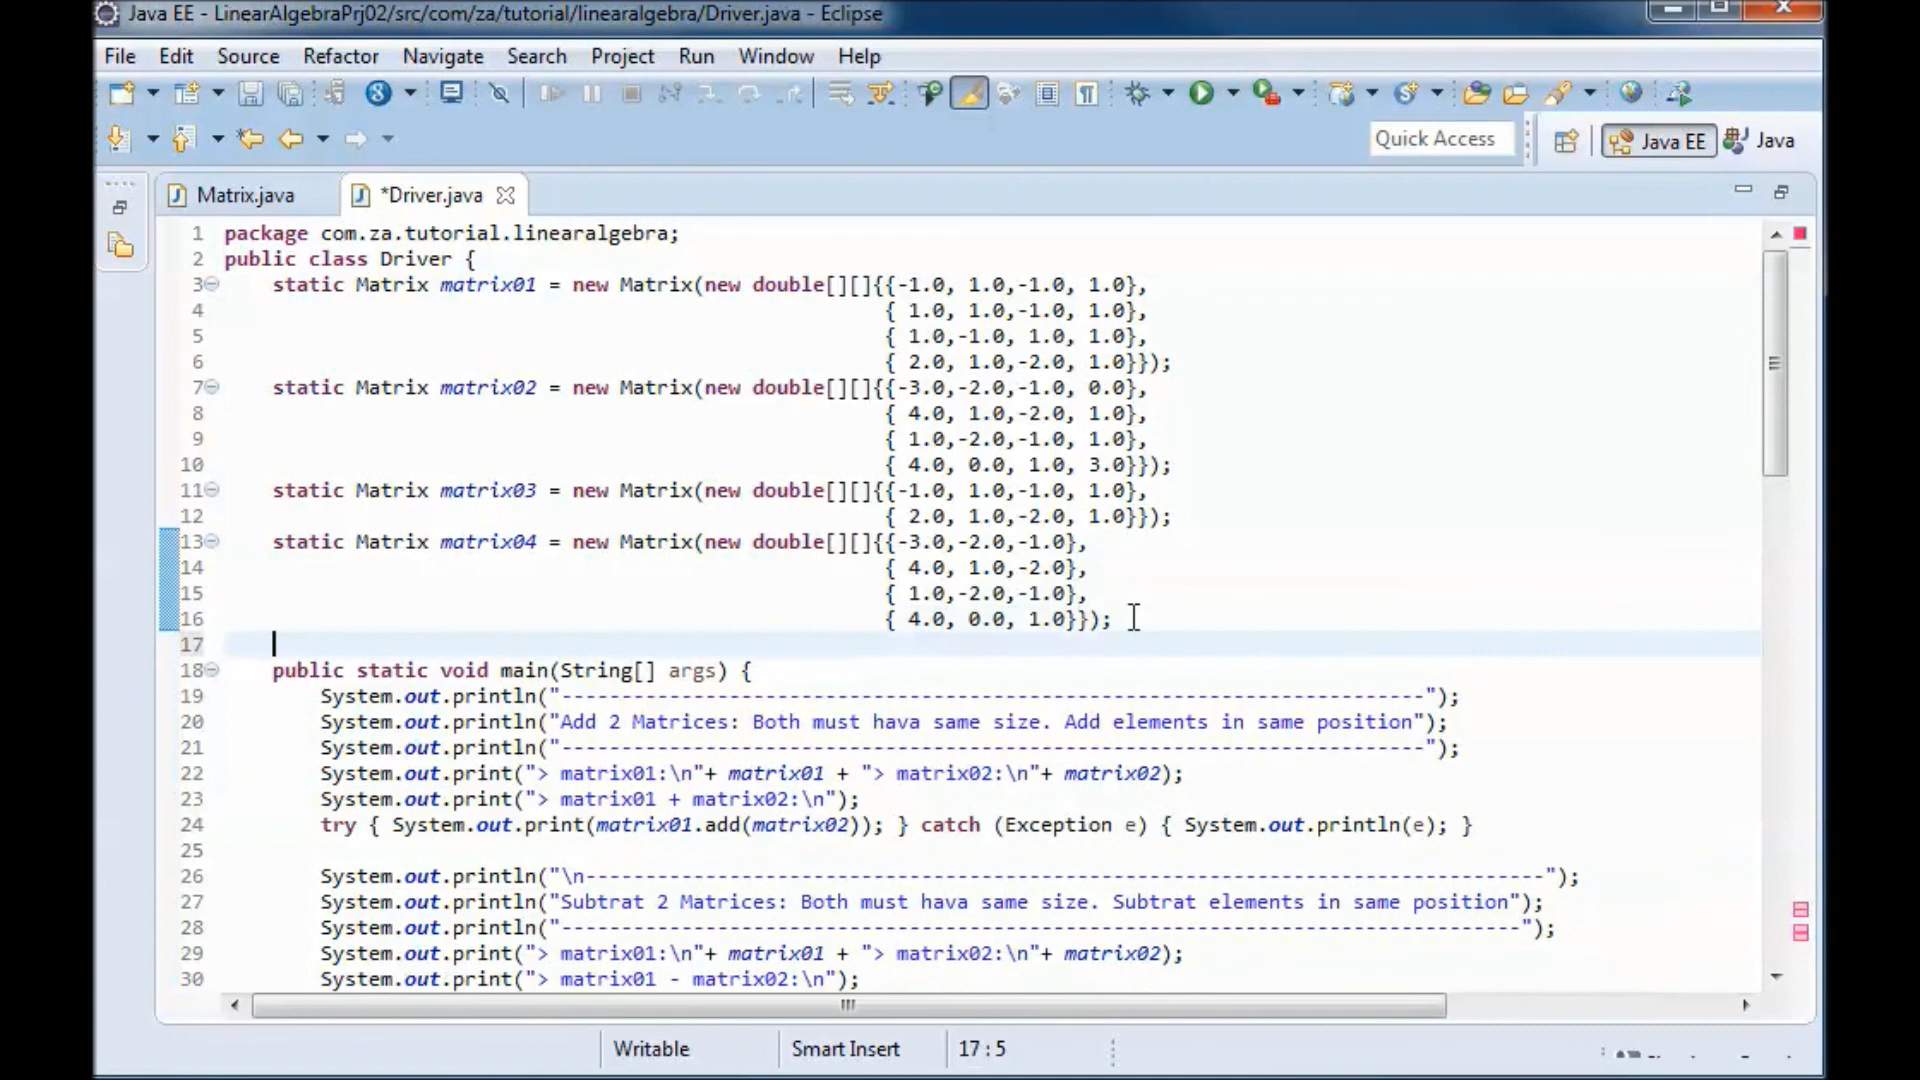 Java EE - LinearAlgebraPrj02/src/com/za/tutorial/linearalgebra/Driver.java - Eclipse
File Edit Source Refactor Navigate Search Project Run Window Help
Quick Access Java EE Java
Matrix.java *Driver.java
1 package com.za.tutorial.linearalgebra;
2 public class Driver {
3 static Matrix matrix01 = new Matrix(new double[][]{{-1.0, 1.0,-1.0, 1.0},
4 { 1.0, 1.0,-1.0, 1.0},
5 { 1.0,-1.0, 1.0, 1.0},
6 { 2.0, 1.0,-2.0, 1.0}});
7 static Matrix matrix02 = new Matrix(new double[][]{{-3.0,-2.0,-1.0, 0.0},
8 { 4.0, 1.0,-2.0, 1.0},
9 { 1.0,-2.0,-1.0, 1.0},
10 { 4.0, 0.0, 1.0, 3.0}});
11 static Matrix matrix03 = new Matrix(new double[][]{{-1.0, 1.0,-1.0, 1.0},
12 { 2.0, 1.0,-2.0, 1.0}});
13 static Matrix matrix04 = new Matrix(new double[][]{{-3.0,-2.0,-1.0},
14 { 4.0, 1.0,-2.0},
15 { 1.0,-2.0,-1.0},
16 { 4.0, 0.0, 1.0}});
17
18 public static void main(String[] args) {
19 System.out.println("------------------------------------------------------------------------");
20 System.out.println("Add 2 Matrices: Both must hava same size. Add elements in same position");
21 System.out.println("------------------------------------------------------------------------");
22 System.out.print("> matrix01:\n"+ matrix01 + "> matrix02:\n"+ matrix02);
23 System.out.print("> matrix01 + matrix02:\n");
24 try { System.out.print(matrix01.add(matrix02)); } catch (Exception e) { System.out.println(e); }
25
26 System.out.println("\n--------------------------------------------------------------------------------");
27 System.out.println("Subtrat 2 Matrices: Both must hava same size. Subtrat elements in same position");
28 System.out.println("--------------------------------------------------------------------------------");
29 System.out.print("> matrix01:\n"+ matrix01 + "> matrix02:\n"+ matrix02);
30 System.out.print("> matrix01 - matrix02:\n");
Writable Smart Insert 17 : 5